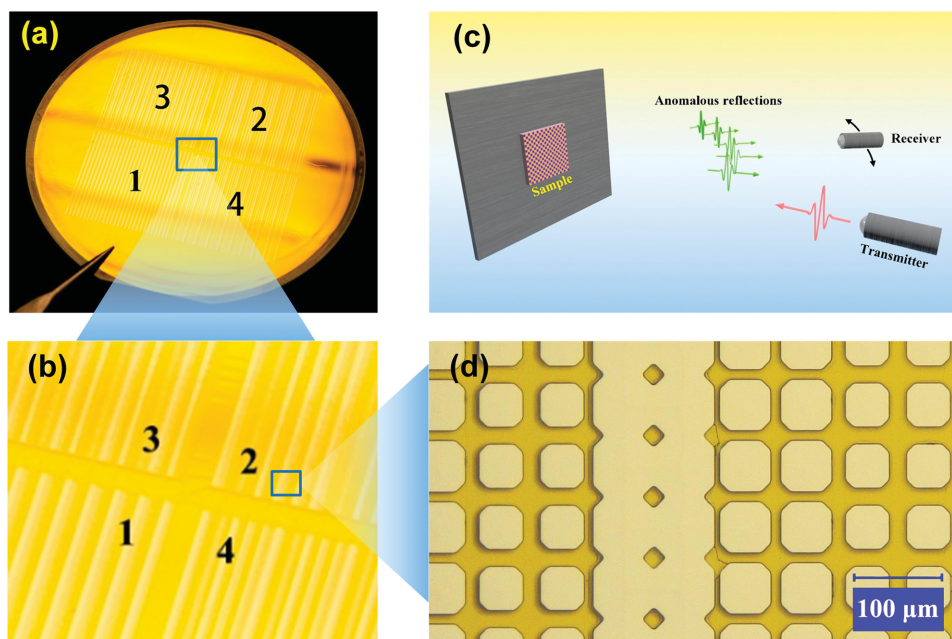 (a)
3
2
1
4
(c)
Anomalous reflections
Receiver
Sample
Transmitter
(b)
3
2
1
4
(d)
100 μm